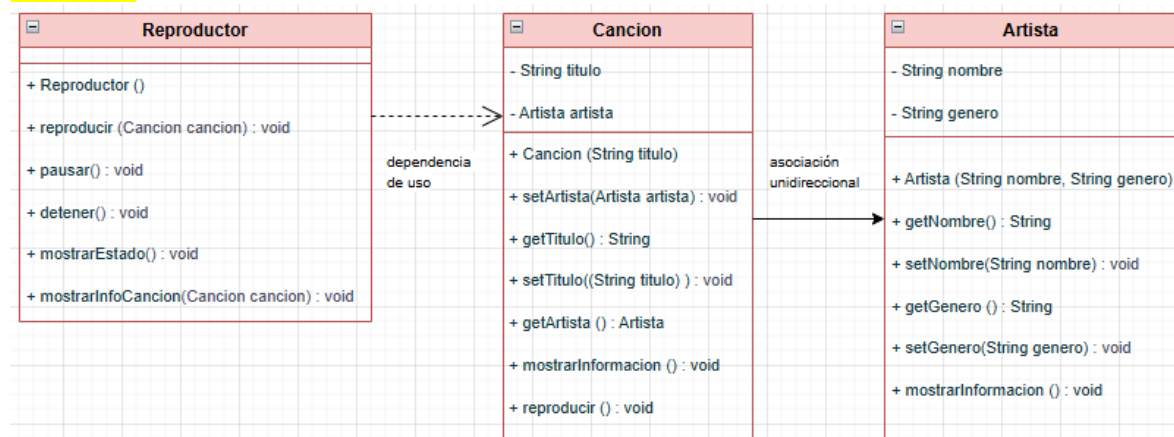 Reproductor
+ Reproductor ()
+ reproducir (Cancion cancion) : void
+ pausar() : void
+ detener() : void
+ mostrarEstado() : void
+ mostrarInfoCancion(Cancion cancion) : void
dependencia
de uso
Cancion
- String titulo
- Artista artista
+ Cancion (String titulo)
+ setArtista(Artista artista) : void
+ getTitulo() : String
+ setTitulo((String titulo) ) : void
+ getArtista () : Artista
+ mostrarInformacion () : void
+ reproducir () : void
asociación
unidireccional
Artista
- String nombre
- String genero
+ Artista (String nombre, String genero)
+ getNombre() : String
+ setNombre(String nombre) : void
+ getGenero () : String
+ setGenero(String genero) : void
+ mostrarInformacion () : void